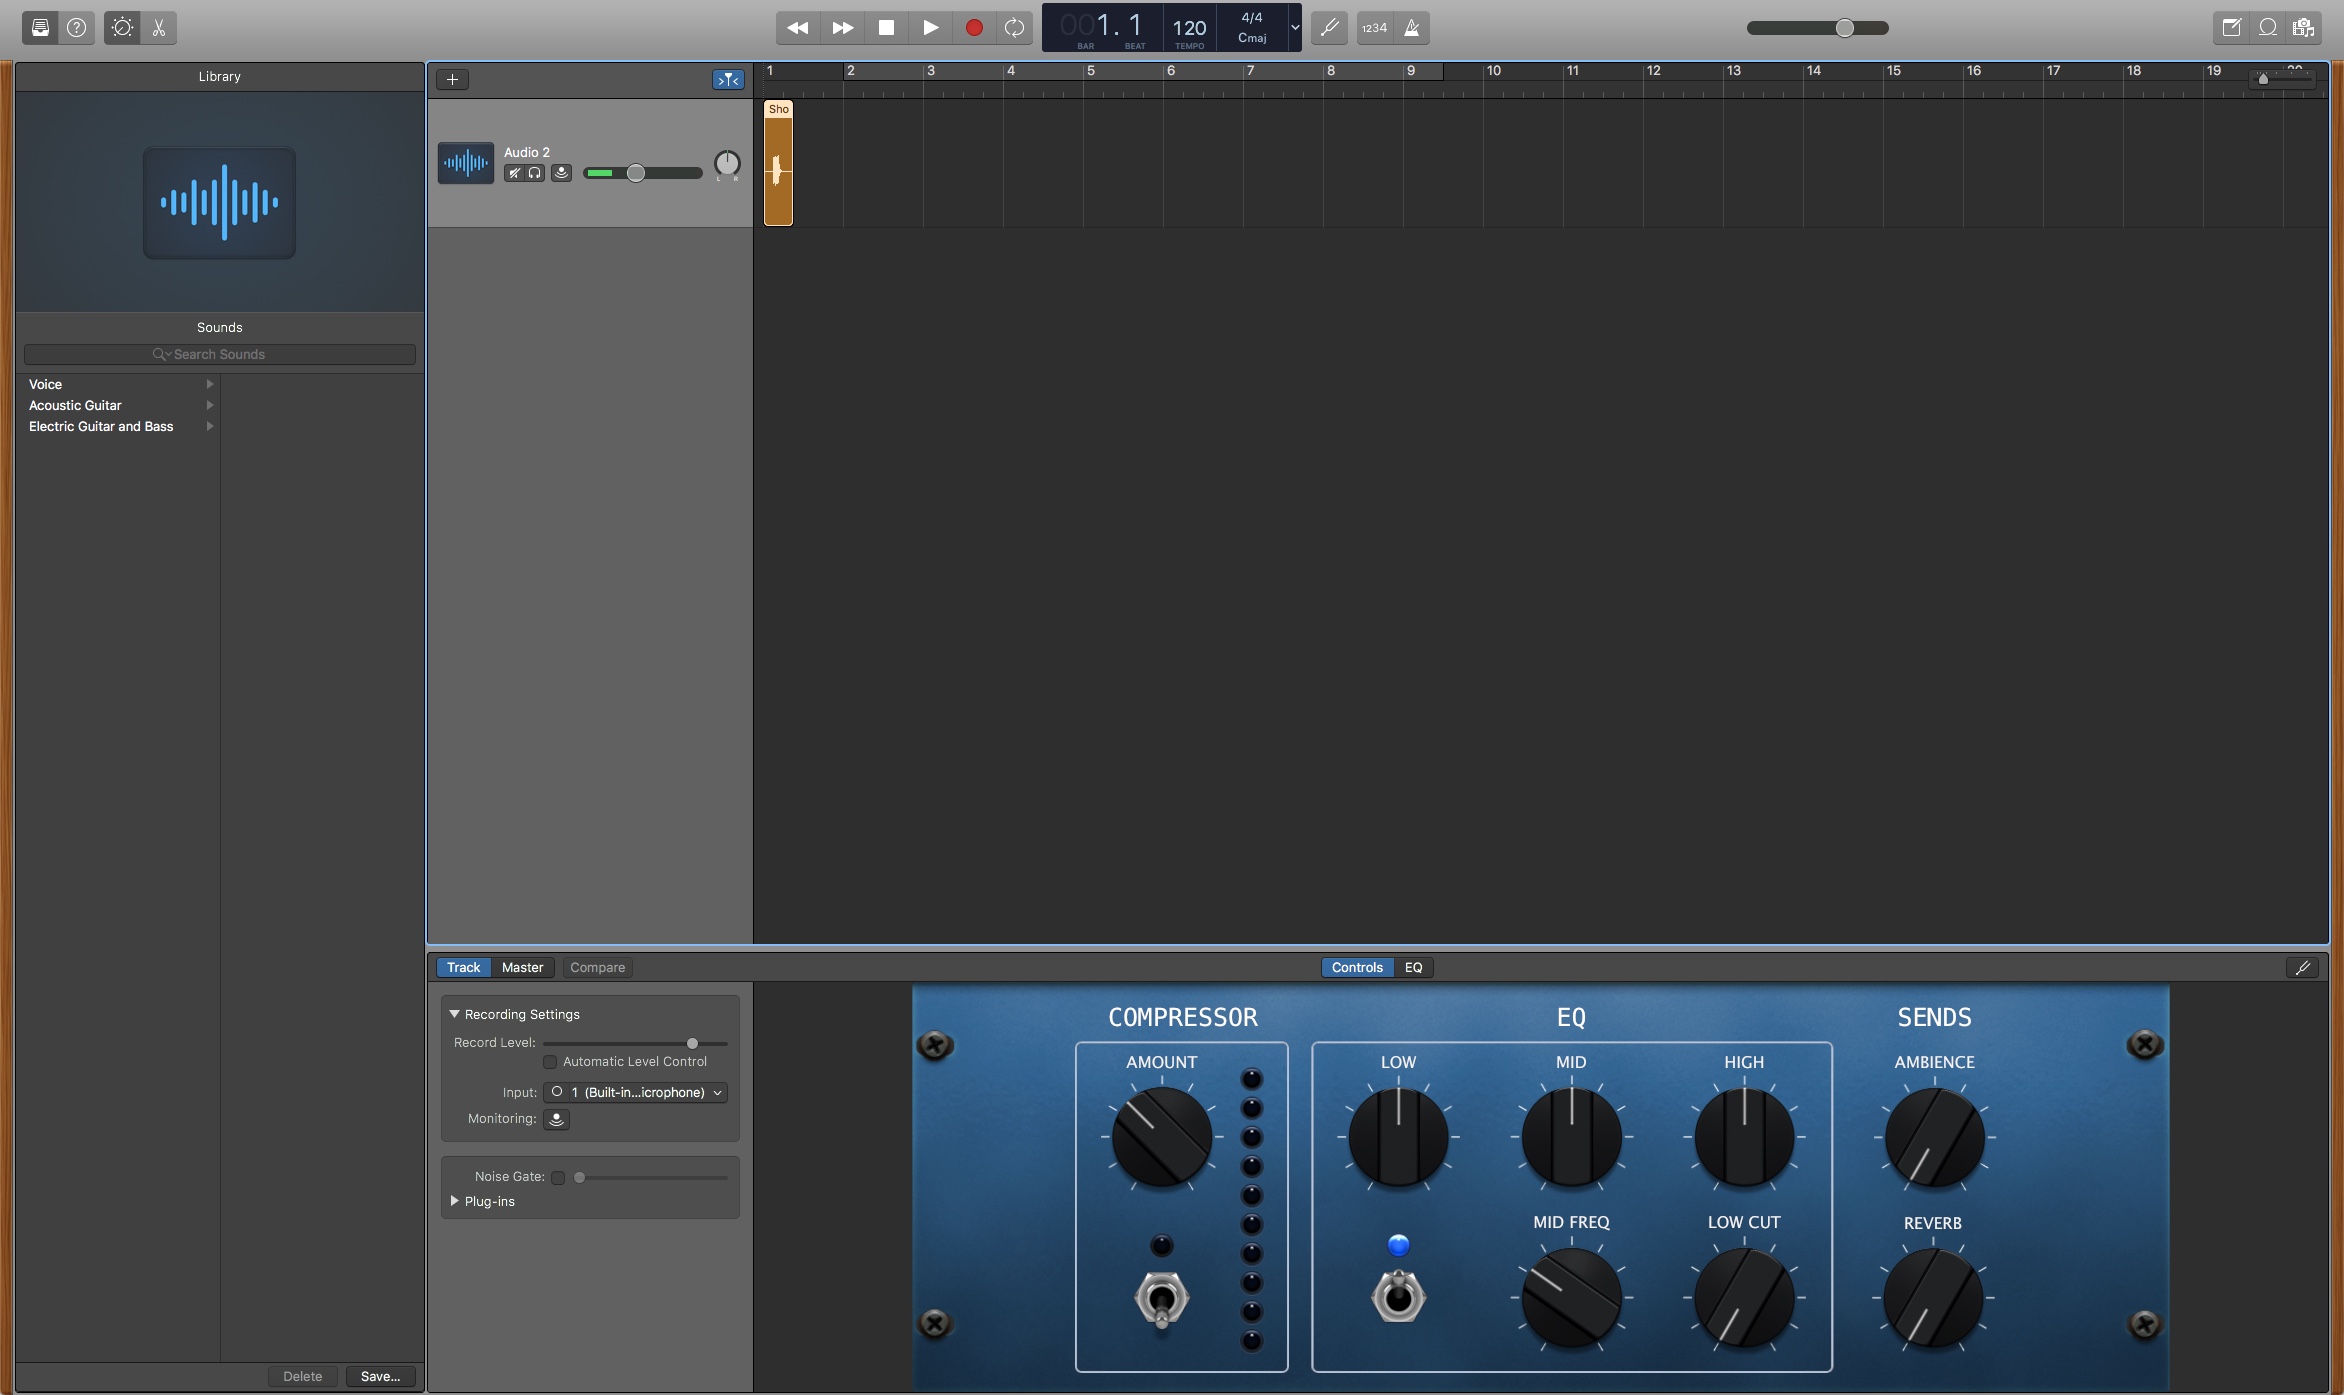 001.1
BAR BEAT
120
TEMPO
4/4
Cmaj
1234
Library
Sounds
Search Sounds
Voice
Acoustic Guitar
Electric Guitar and Bass
Delete
Save...
1 2 3 4 5 6 7 8 9 10 11 12 13 14 15 16 17 18 19
Sho
Audio 2
L R
Track
Master
Compare
Controls
EQ
Recording Settings
Record Level:
Automatic Level Control
Input: 1 (Built-in...icrophone)
Monitoring:
Noise Gate:
Plug-ins
COMPRESSOR
AMOUNT
EQ
LOW
MID
HIGH
MID FREQ
LOW CUT
SENDS
AMBIENCE
REVERB